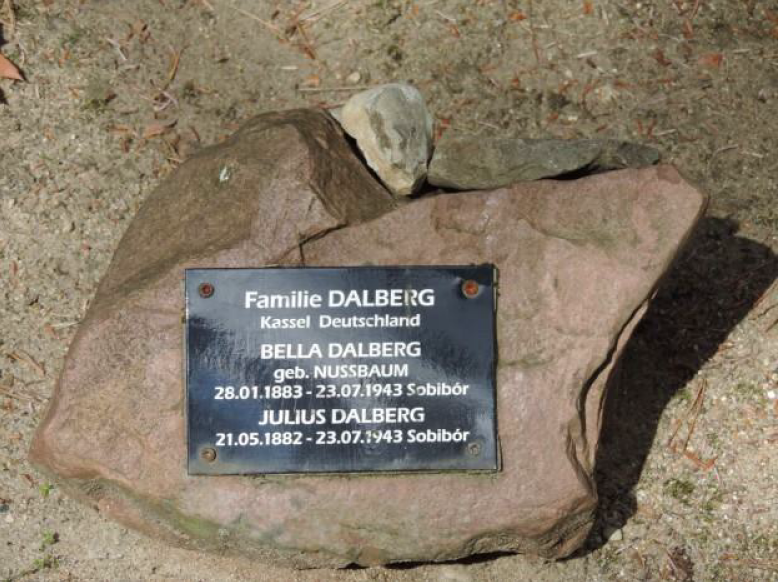 Familie DALBERG
Kassel Deutschland
BELLA DALBERG
geb. NUSSBAUM
28.01.1883 - 23.07.1943 Sobibór
JULIUS DALBERG
21.05.1882 - 23.07.1943 Sobibór